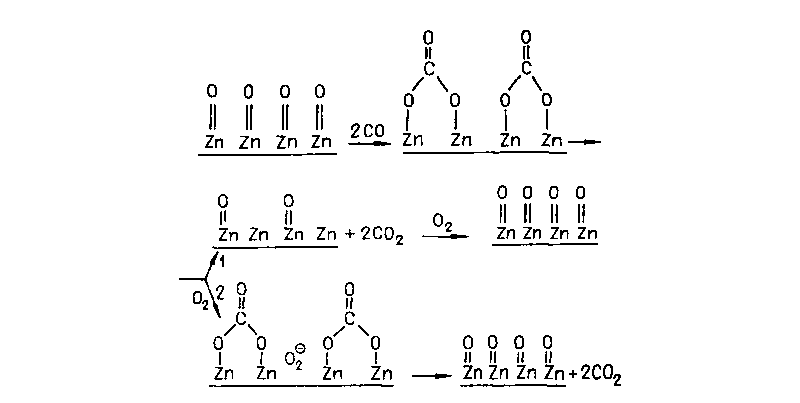 O O O O
Zn Zn Zn Zn
2CO
O O
C C
O O O O
Zn Zn Zn Zn
O O
Zn Zn Zn Zn + 2CO₂
O₂
O O O O
Zn Zn Zn Zn
1
O₂ 2
O O
C C
O O O₂⊖ O O
Zn Zn Zn Zn
O O O O
Zn Zn Zn Zn + 2CO₂